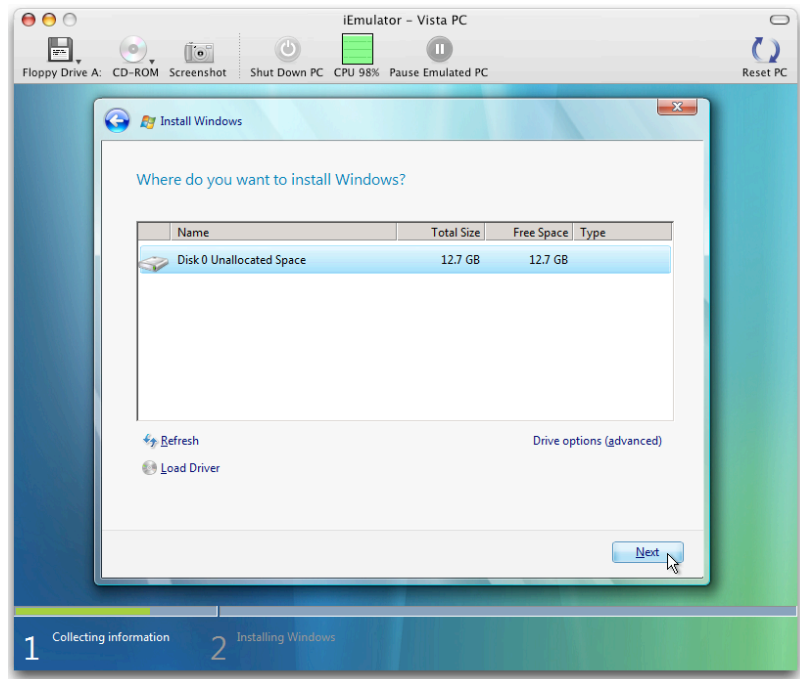 iEmulator – Vista PC
Floppy Drive A: CD-ROM Screenshot Shut Down PC CPU 98% Pause Emulated PC Reset PC
Install Windows
Where do you want to install Windows?
Name Total Size Free Space Type
Disk 0 Unallocated Space 12.7 GB 12.7 GB
Refresh Drive options (advanced)
Load Driver
Next
1 Collecting information 2 Installing Windows